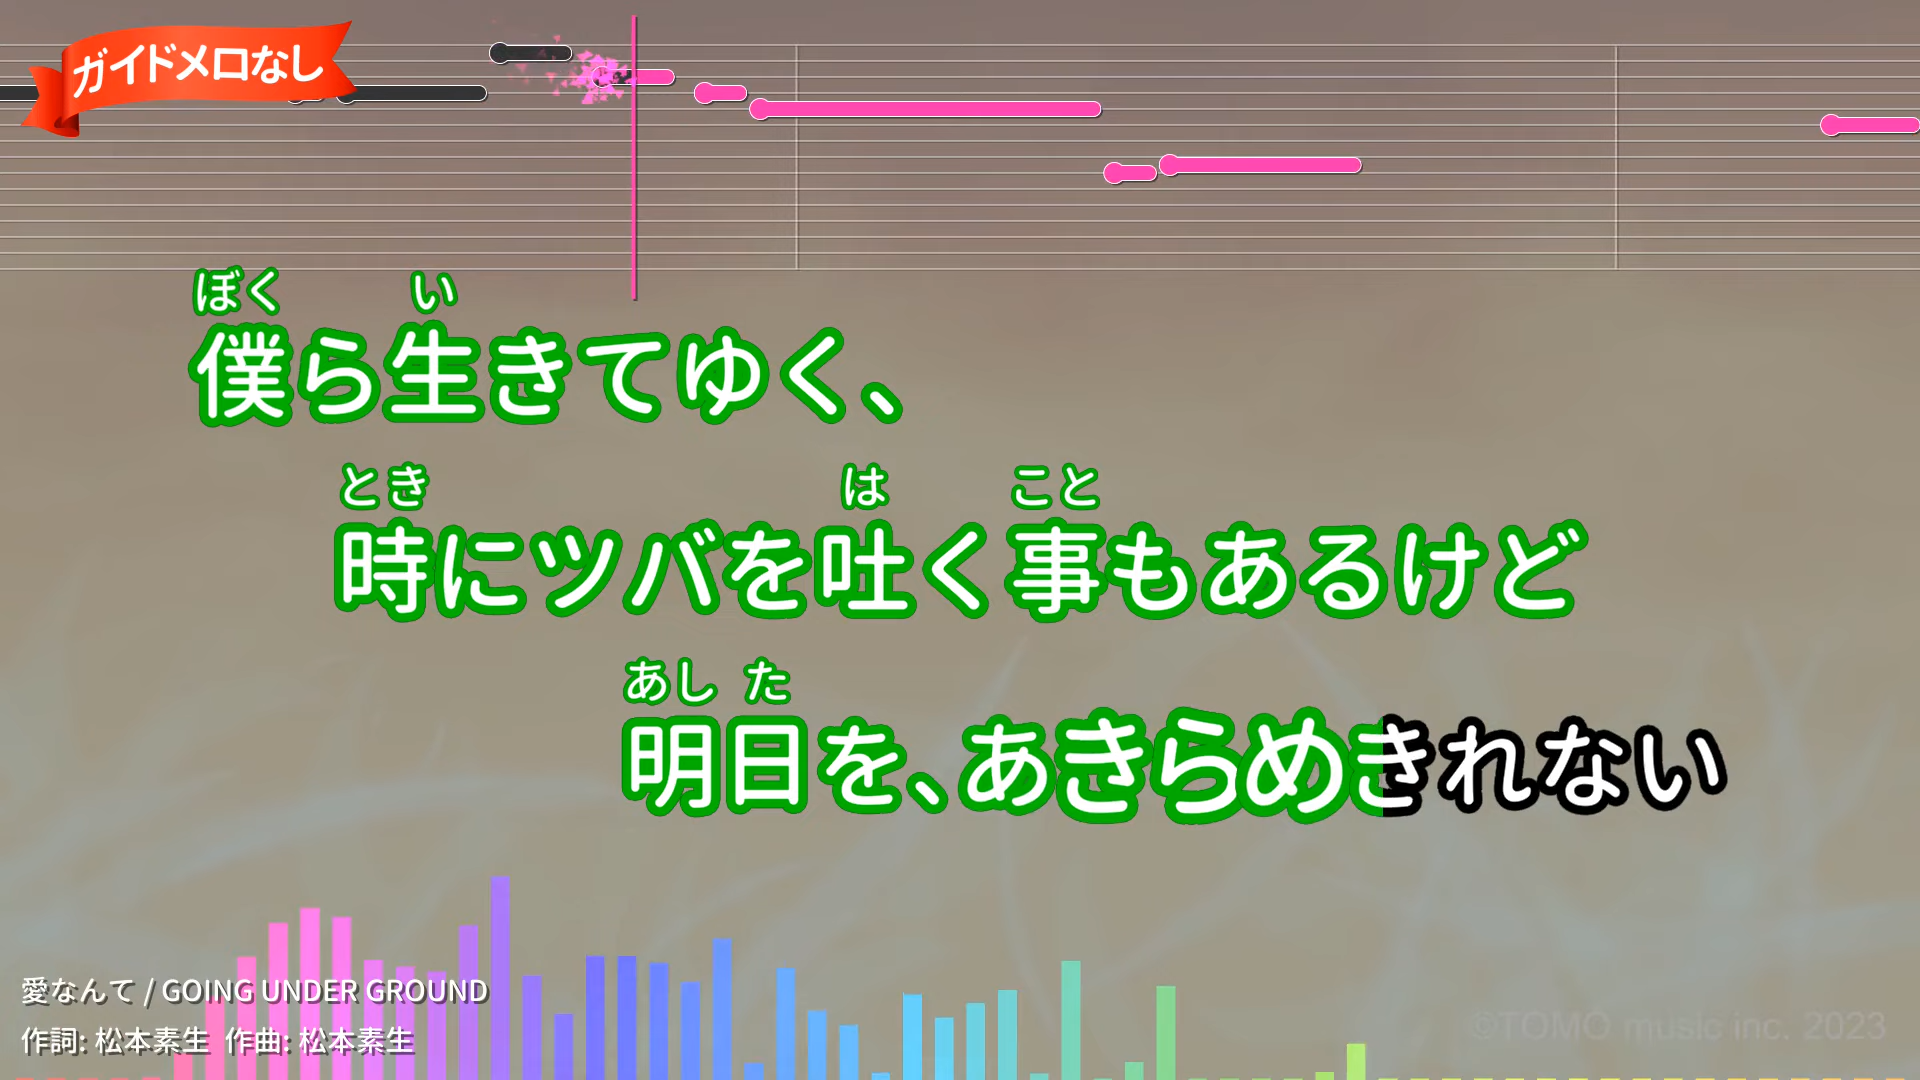 ガイドメロなし
ぼく い
僕ら生きてゆく、
とき は こと
時にツバを吐く事もあるけど
あし た
明日を、あきらめきれない
愛なんて / GOING UNDER GROUND
作詞: 松本素生 作曲: 松本素生
©TOMO music inc. 2023